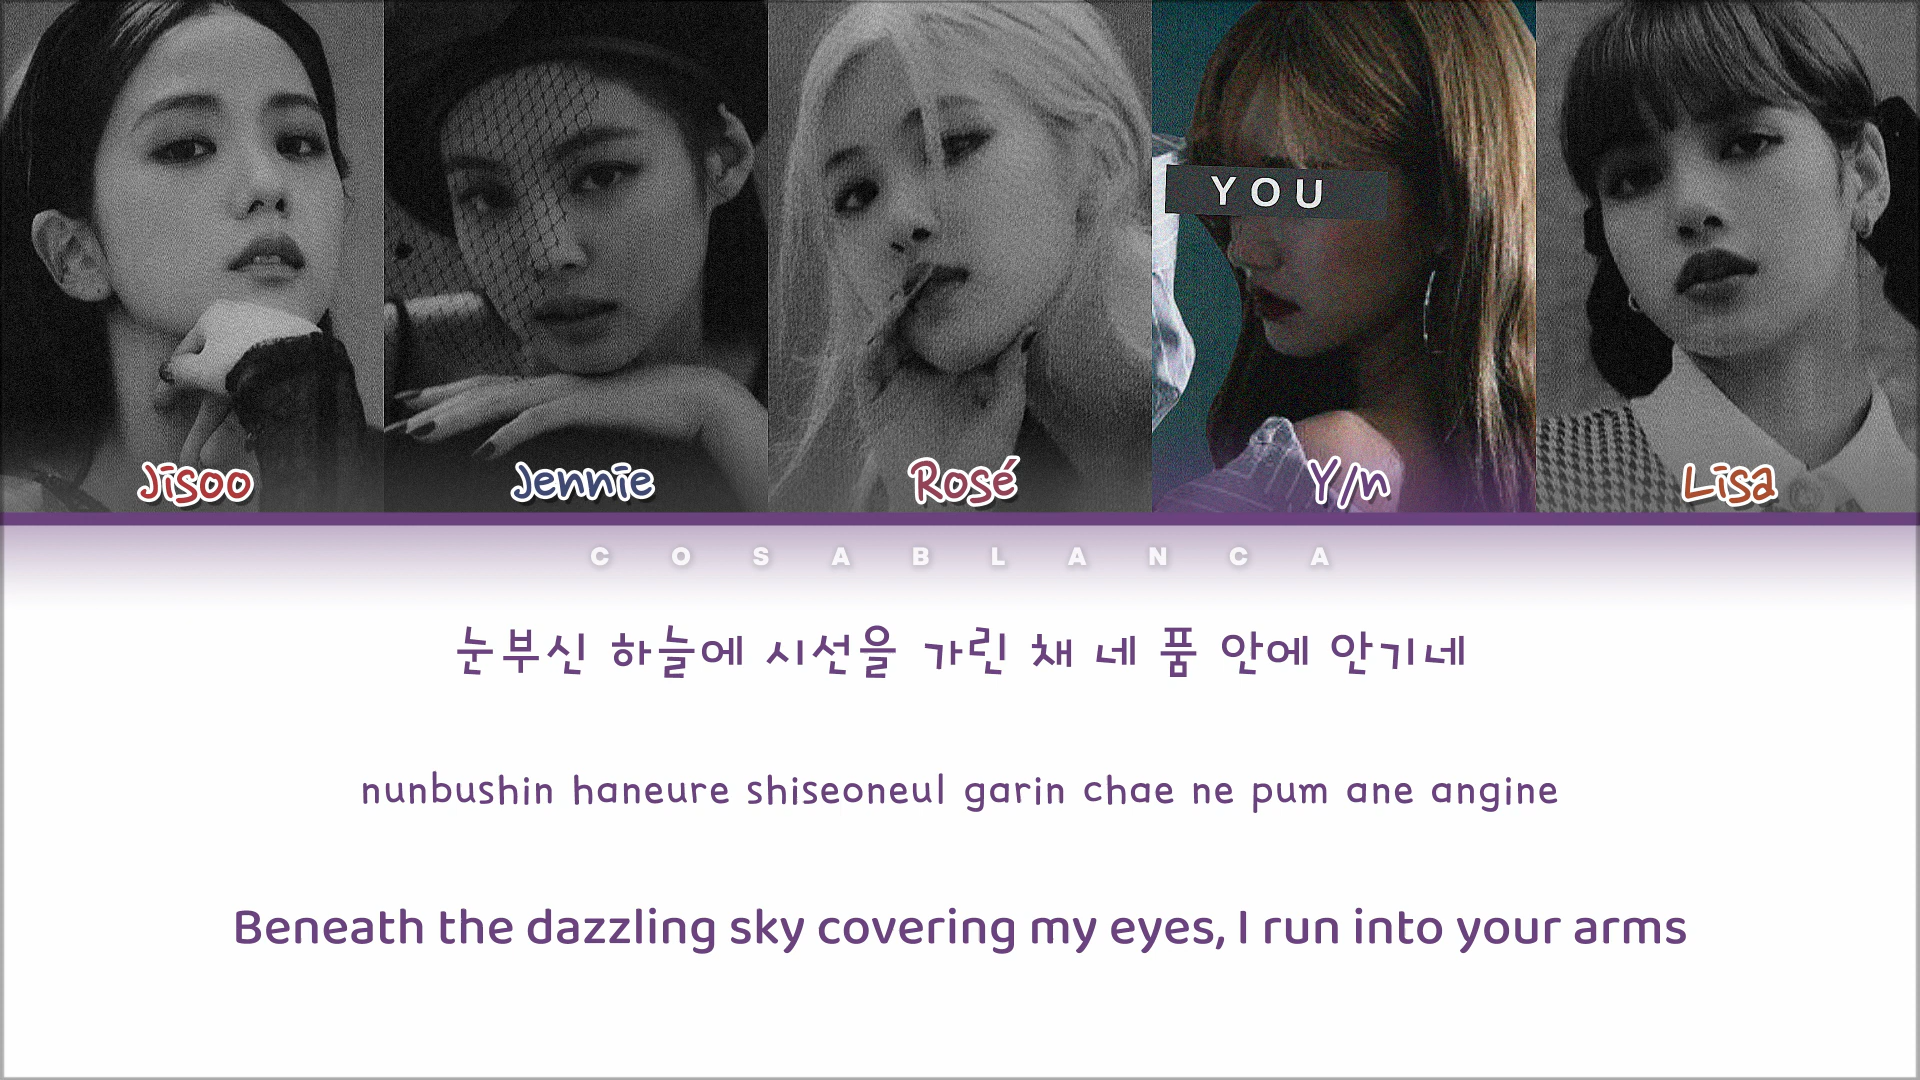 YOU
Jisoo
Jennie
Rosé
Y/n
Lisa
COSABLANCA
눈부신 하늘에 시선을 가린 채 네 품 안에 안기네
nunbushin haneure shiseoneul garin chae ne pum ane angine
Beneath the dazzling sky covering my eyes, I run into your arms